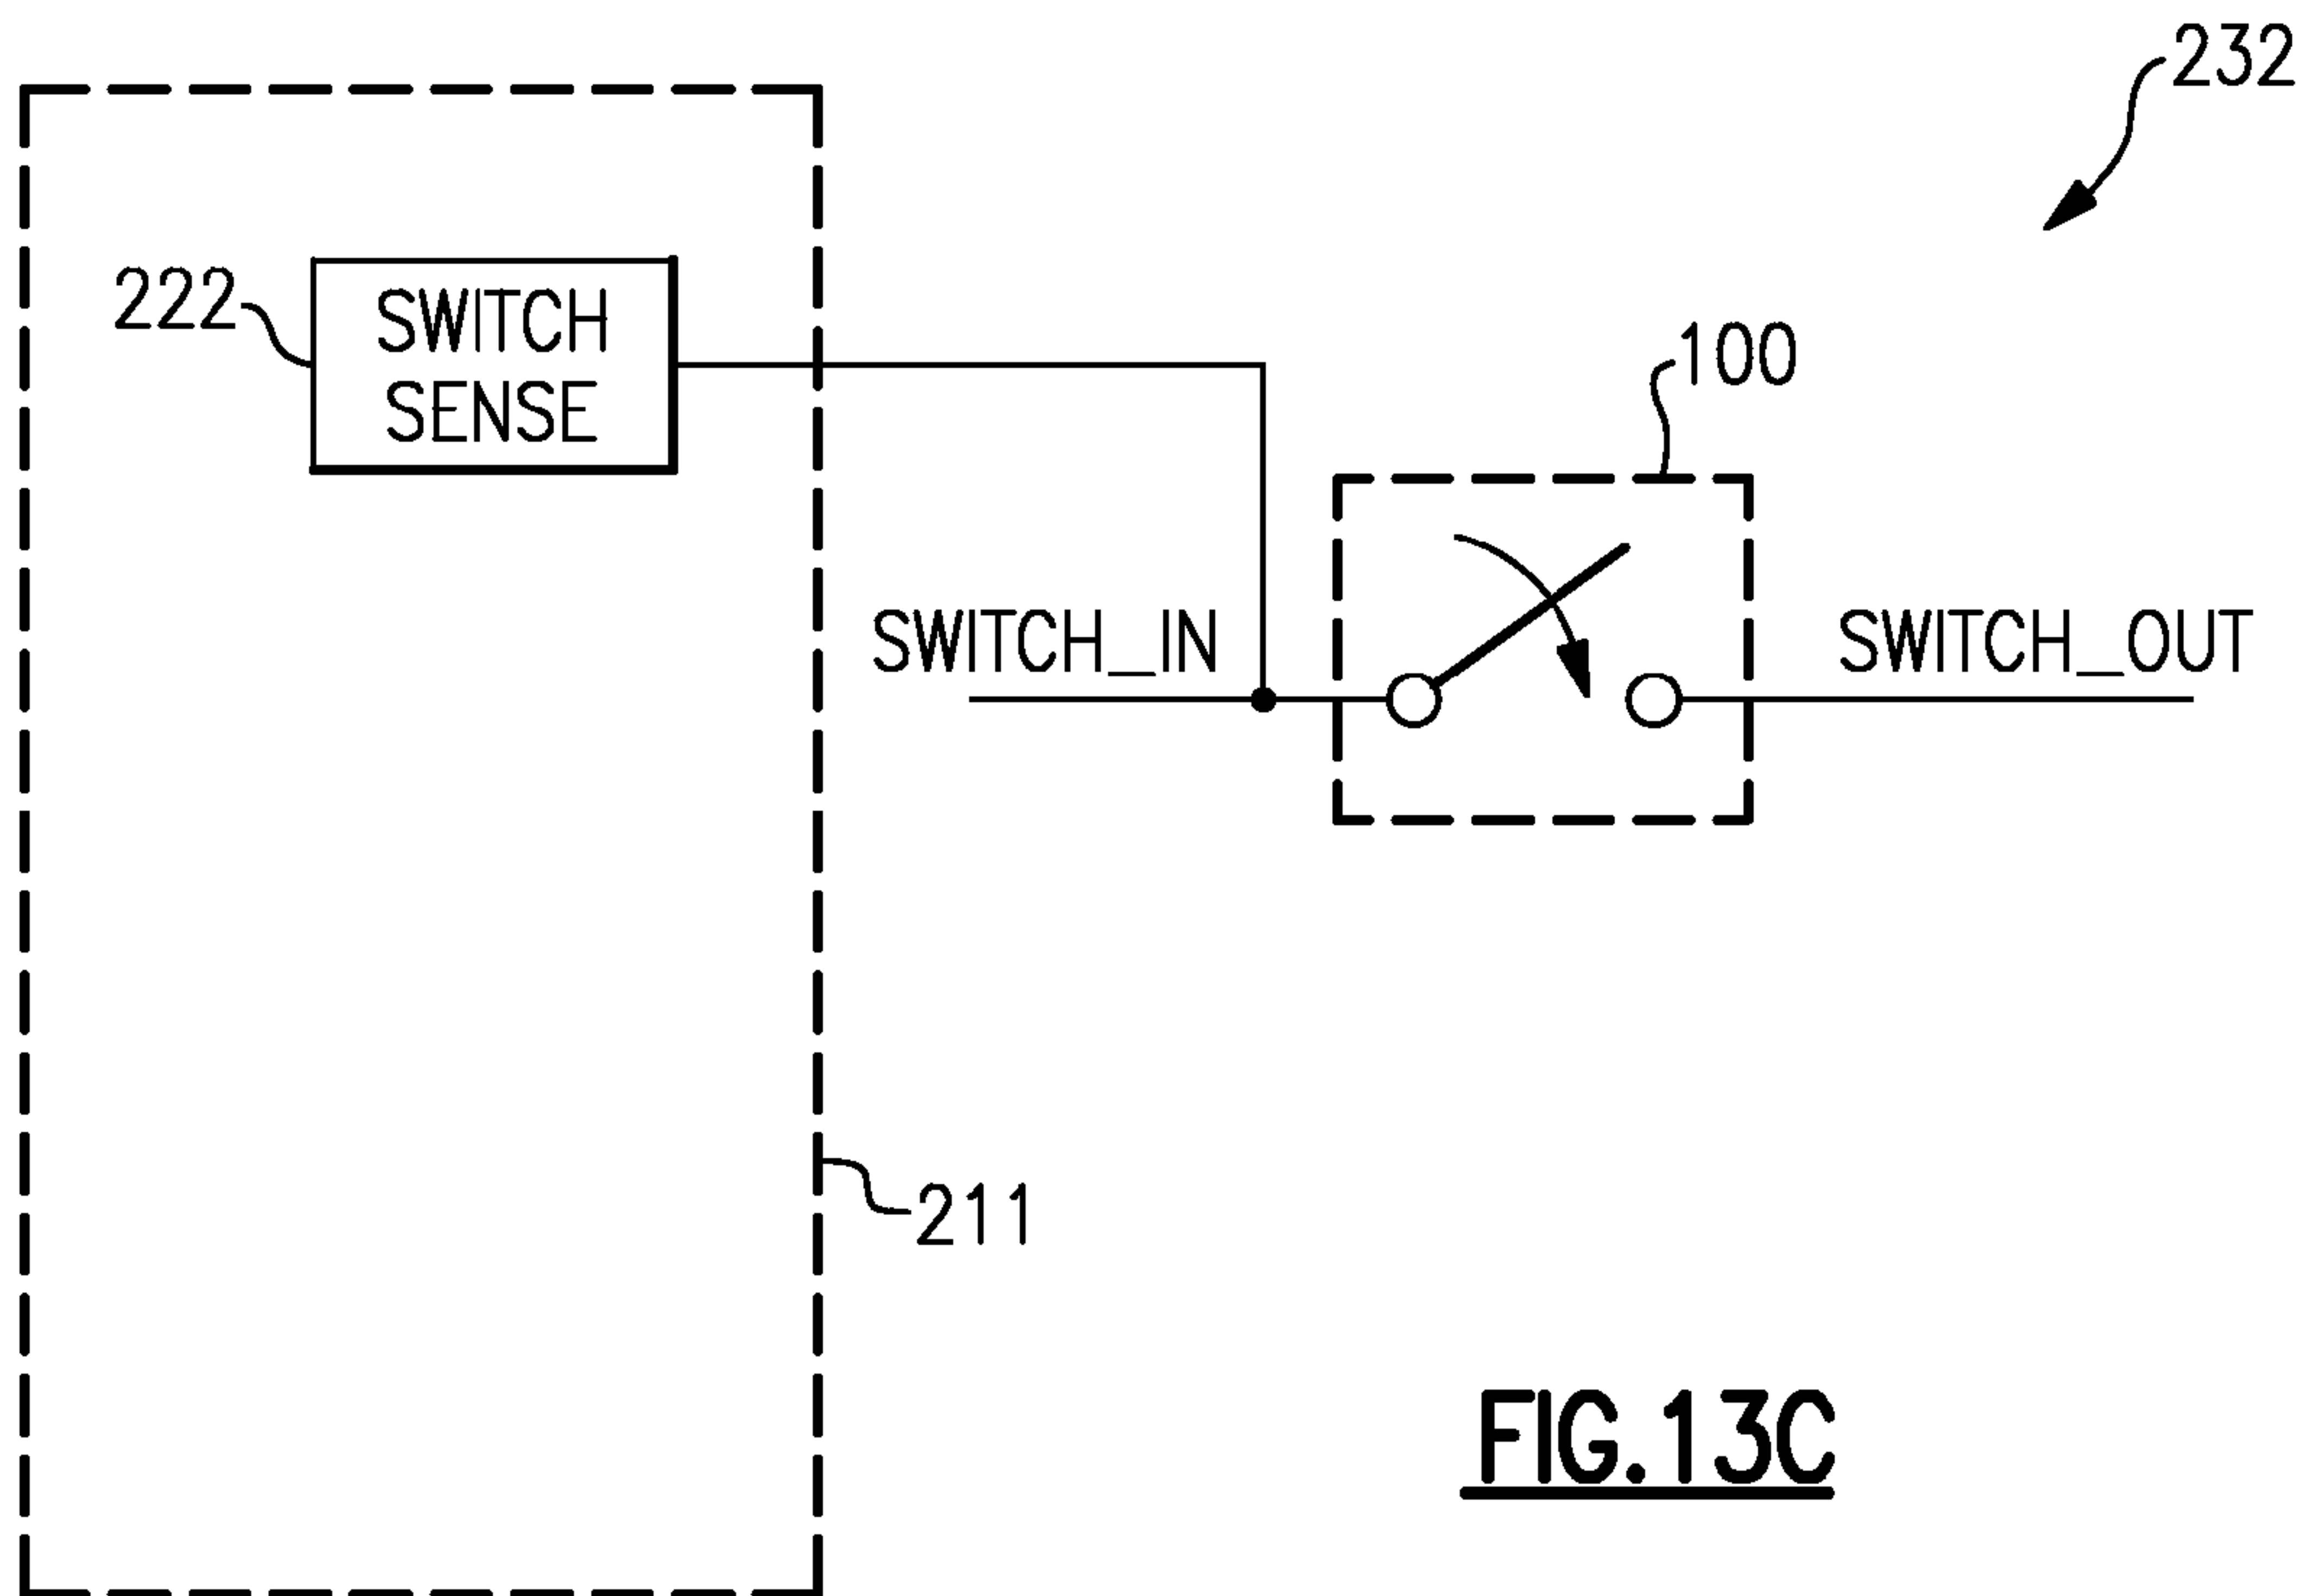 232
222
SWITCH
SENSE
100
SWITCH_IN
SWITCH_OUT
211
FIG.13C